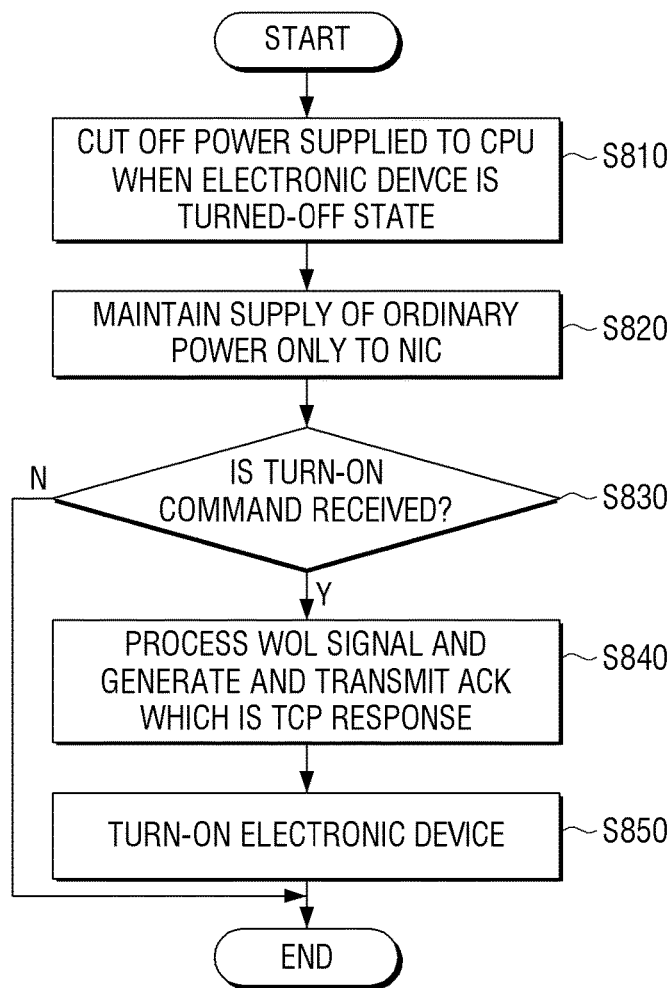 START
CUT OFF POWER SUPPLIED TO CPU
WHEN ELECTRONIC DEIVCE IS
TURNED-OFF STATE
S810
MAINTAIN SUPPLY OF ORDINARY
POWER ONLY TO NIC
S820
N
IS TURN-ON
COMMAND RECEIVED?
S830
Y
PROCESS WOL SIGNAL AND
GENERATE AND TRANSMIT ACK
WHICH IS TCP RESPONSE
S840
TURN-ON ELECTRONIC DEVICE
S850
END